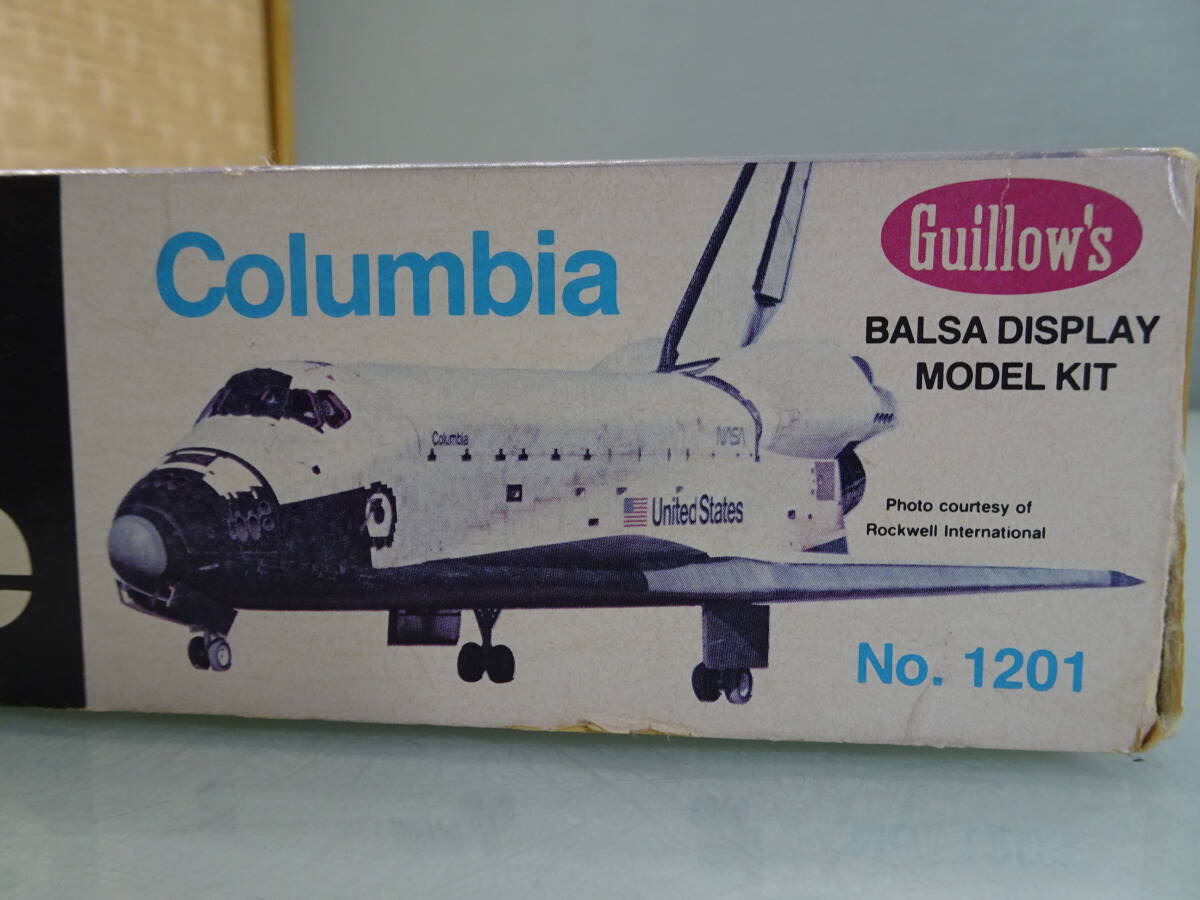 Columbia
Guillow's
BALSA DISPLAY
MODEL KIT
Columbia
NASA
United States
Photo courtesy of
Rockwell International
No. 1201